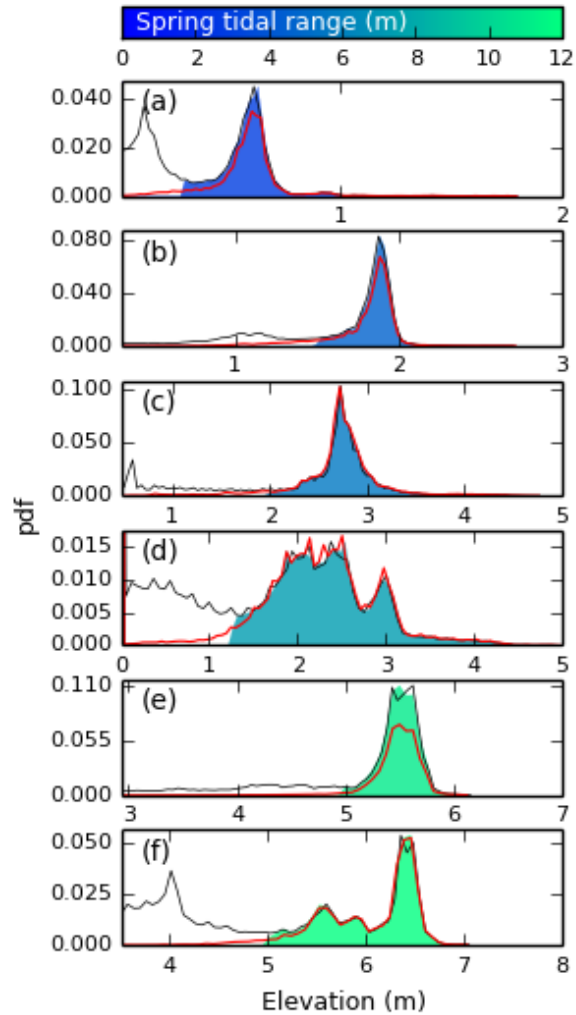 Spring tidal range (m)
0 2 4 6 8 10 12
(a)
0.040
0.020
0.000
1 2
(b)
0.080
0.040
0.000
1 2 3
(c)
0.100
0.050
0.000
1 2 3 4 5
(d)
0.015
0.010
0.005
0.000
0 1 2 3 4 5
pdf
(e)
0.110
0.055
0.000
3 4 5 6 7
(f)
0.050
0.025
0.000
4 5 6 7 8
Elevation (m)